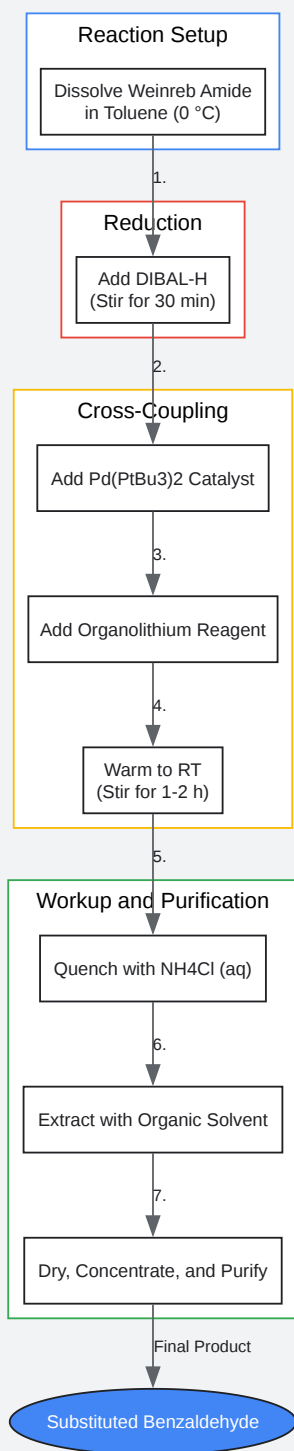 Reaction Setup
Dissolve Weinreb Amide
in Toluene (0 °C)
1.
Reduction
Add DIBAL-H
(Stir for 30 min)
2.
Cross-Coupling
Add Pd(PtBu3)2 Catalyst
3.
Add Organolithium Reagent
4.
Warm to RT
(Stir for 1-2 h)
5.
Workup and Purification
Quench with NH4Cl (aq)
6.
Extract with Organic Solvent
7.
Dry, Concentrate, and Purify
Final Product
Substituted Benzaldehyde